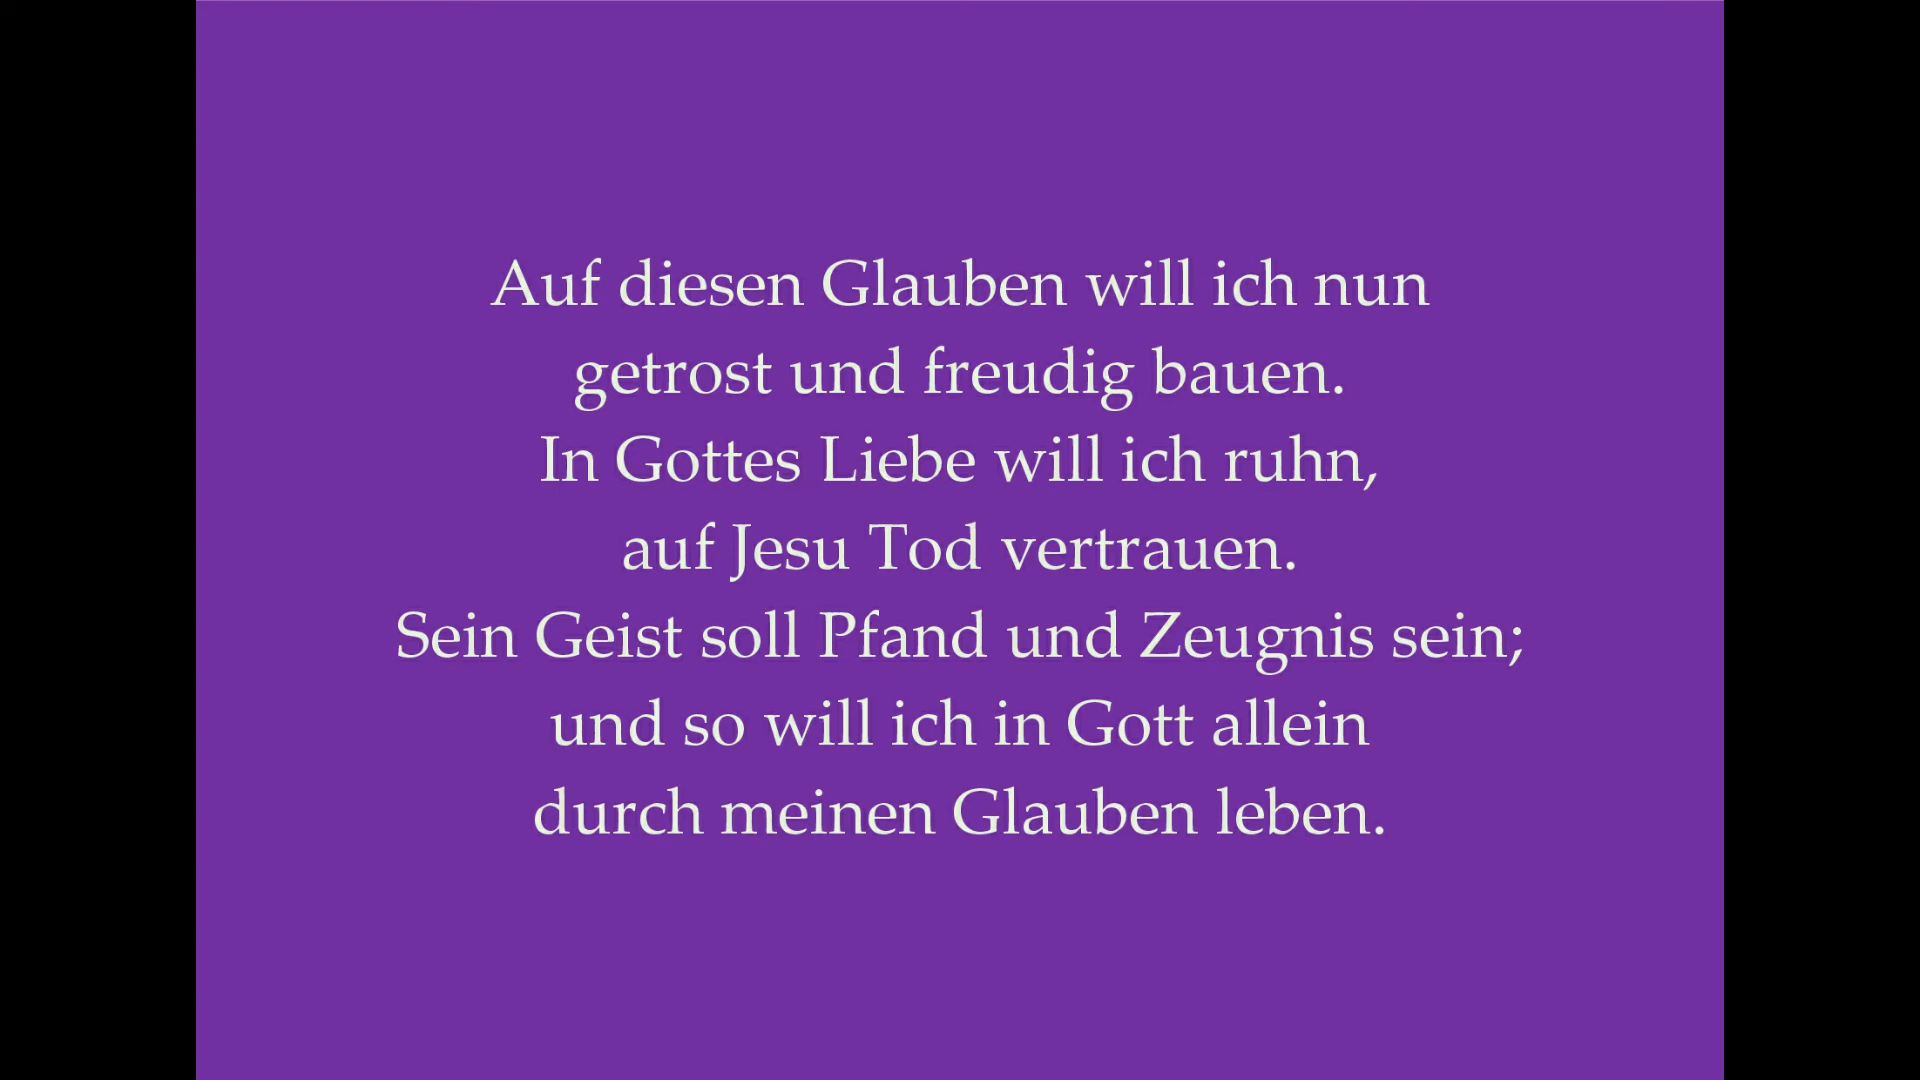 Auf diesen Glauben will ich nun
getrost und freudig bauen.
In Gottes Liebe will ich ruhn,
auf Jesu Tod vertrauen.
Sein Geist soll Pfand und Zeugnis sein;
und so will ich in Gott allein
durch meinen Glauben leben.